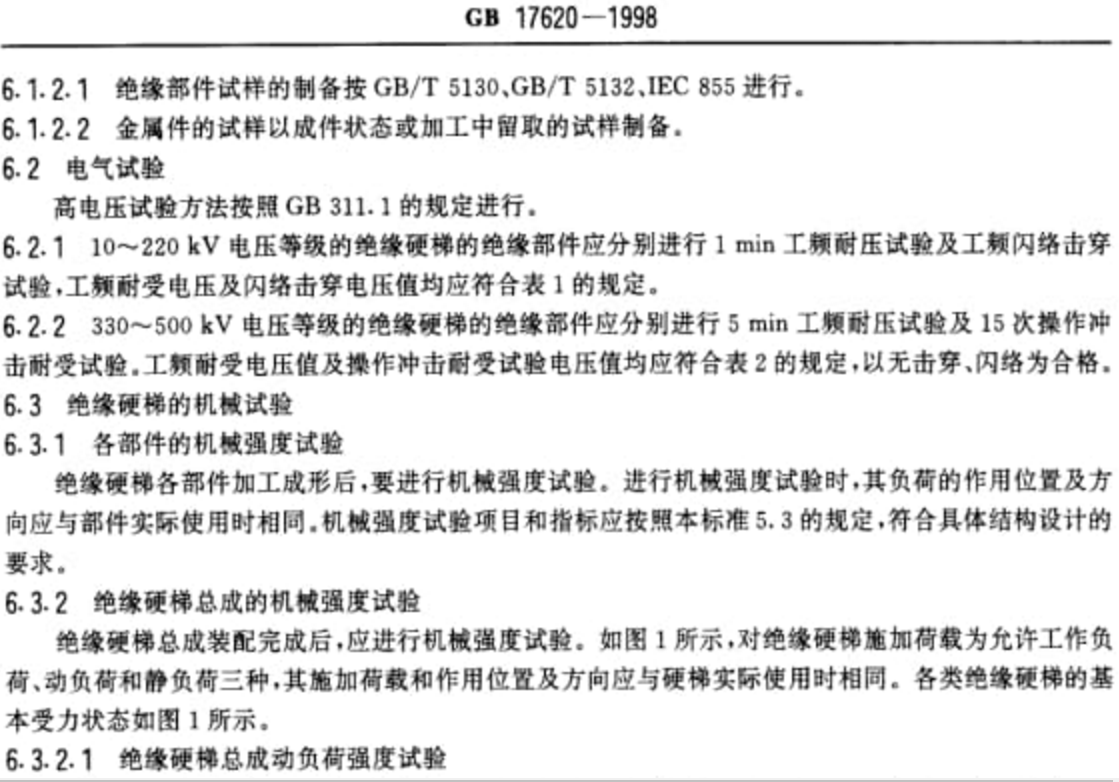 GB 17620—1998
6.1.2.1 绝缘部件试样的制备按 GB/T 5130、GB/T 5132、IEC 855 进行。
6.1.2.2 金属件的试样以成件状态或加工中留取的试样制备。
6.2 电气试验
高电压试验方法按照 GB 311.1 的规定进行。
6.2.1 10～220 kV 电压等级的绝缘硬梯的绝缘部件应分别进行 1 min 工频耐压试验及工频闪络击穿
试验,工频耐受电压及闪络击穿电压值均应符合表 1 的规定。
6.2.2 330～500 kV 电压等级的绝缘硬梯的绝缘部件应分别进行 5 min 工频耐压试验及 15 次操作冲
击耐受试验。工频耐受电压值及操作冲击耐受试验电压值均应符合表 2 的规定,以无击穿、闪络为合格。
6.3 绝缘硬梯的机械试验
6.3.1 各部件的机械强度试验
绝缘硬梯各部件加工成形后,要进行机械强度试验。进行机械强度试验时,其负荷的作用位置及方
向应与部件实际使用时相同。机械强度试验项目和指标应按照本标准 5.3 的规定,符合具体结构设计的
要求。
6.3.2 绝缘硬梯总成的机械强度试验
绝缘硬梯总成装配完成后,应进行机械强度试验。如图 1 所示,对绝缘硬梯施加荷载为允许工作负
荷、动负荷和静负荷三种,其施加荷载和作用位置及方向应与硬梯实际使用时相同。各类绝缘硬梯的基
本受力状态如图 1 所示。
6.3.2.1 绝缘硬梯总成动负荷强度试验